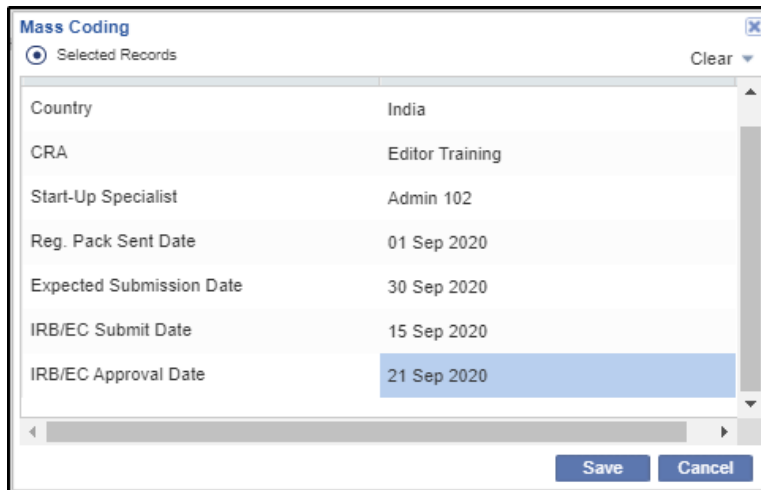 Mass Coding
Selected Records
Clear
Country India
CRA Editor Training
Start-Up Specialist Admin 102
Reg. Pack Sent Date 01 Sep 2020
Expected Submission Date 30 Sep 2020
IRB/EC Submit Date 15 Sep 2020
IRB/EC Approval Date 21 Sep 2020
Save Cancel